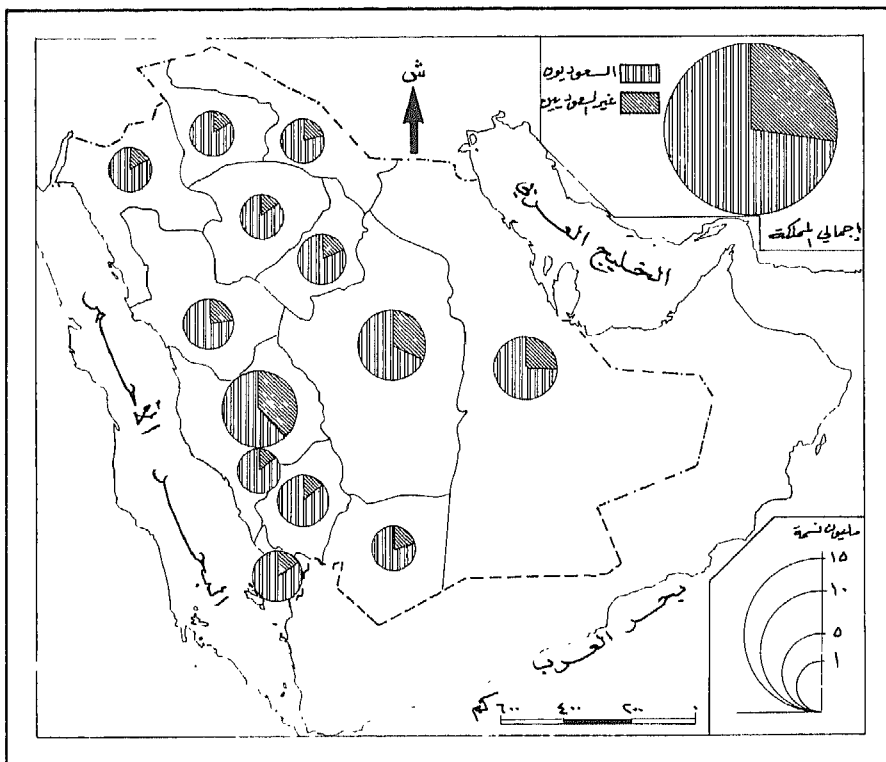 ش
السعوديون
غير السعوديين
إجمالي المملكة
الخليج العربي
البحر الأحمر
بحر العرب
مليون نسمة
١٥
١٠
٥
١
كم ٦٠٠ ٤٠٠ ٢٠٠ ٠